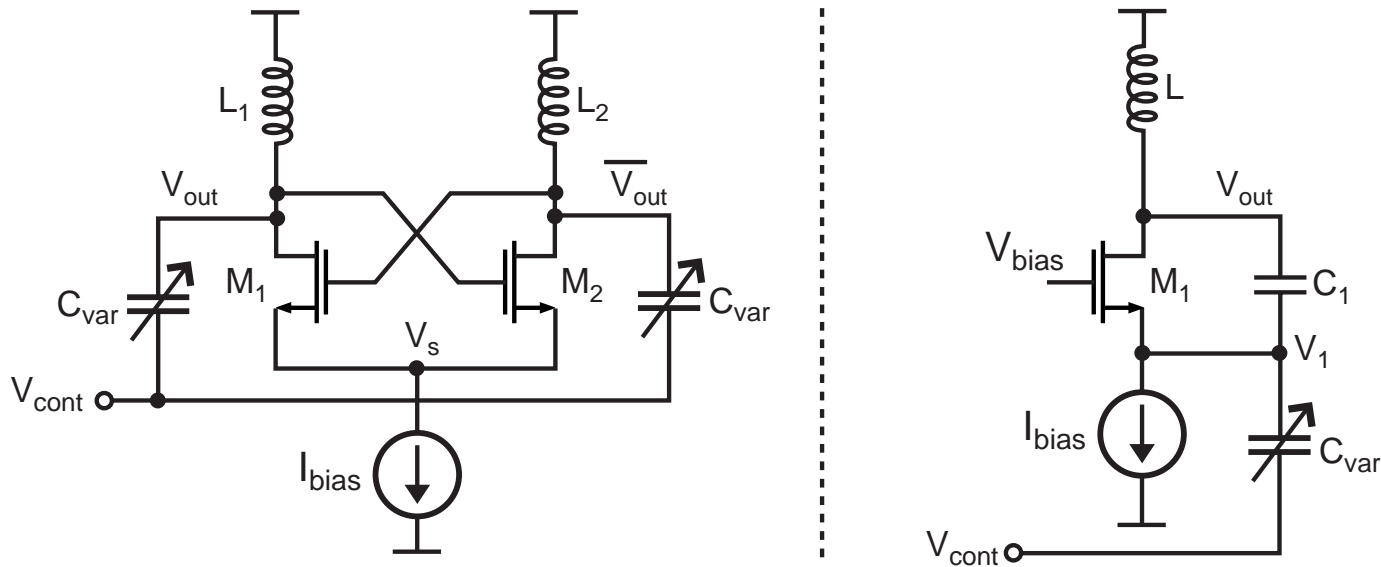 L1
L2
Vout
Vout
M1
M2
Cvar
Cvar
Vs
Vcont
Ibias
L
Vout
Vbias
M1
C1
V1
Ibias
Cvar
Vcont